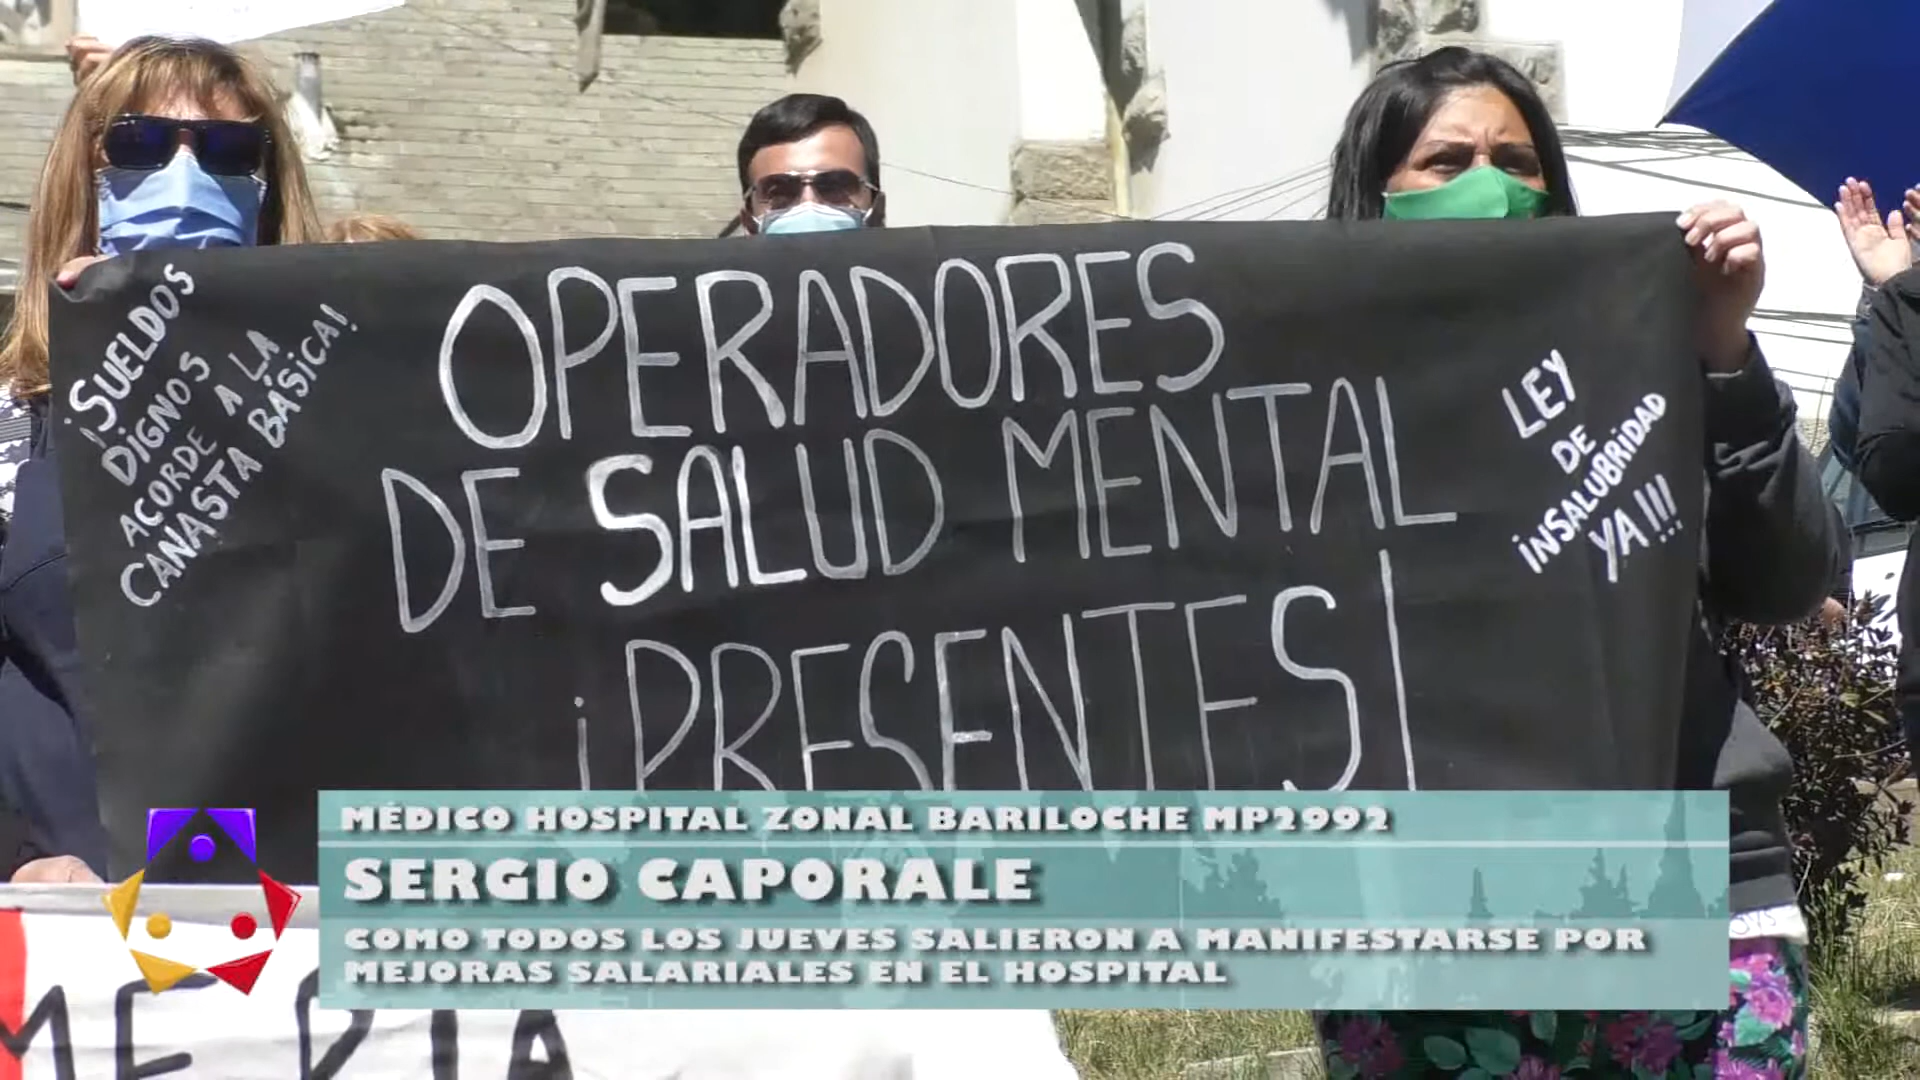 ¡SUELDOS
DIGNOS
ACORDE A LA
CANASTA BÁSICA!
OPERADORES
DE SALUD MENTAL
¡PRESENTES!
LEY
DE
INSALUBRIDAD
YA!!!
MÉDICO HOSPITAL ZONAL BARILOCHE MP2992
SERGIO CAPORALE
COMO TODOS LOS JUEVES SALIERON A MANIFESTARSE POR
MEJORAS SALARIALES EN EL HOSPITAL